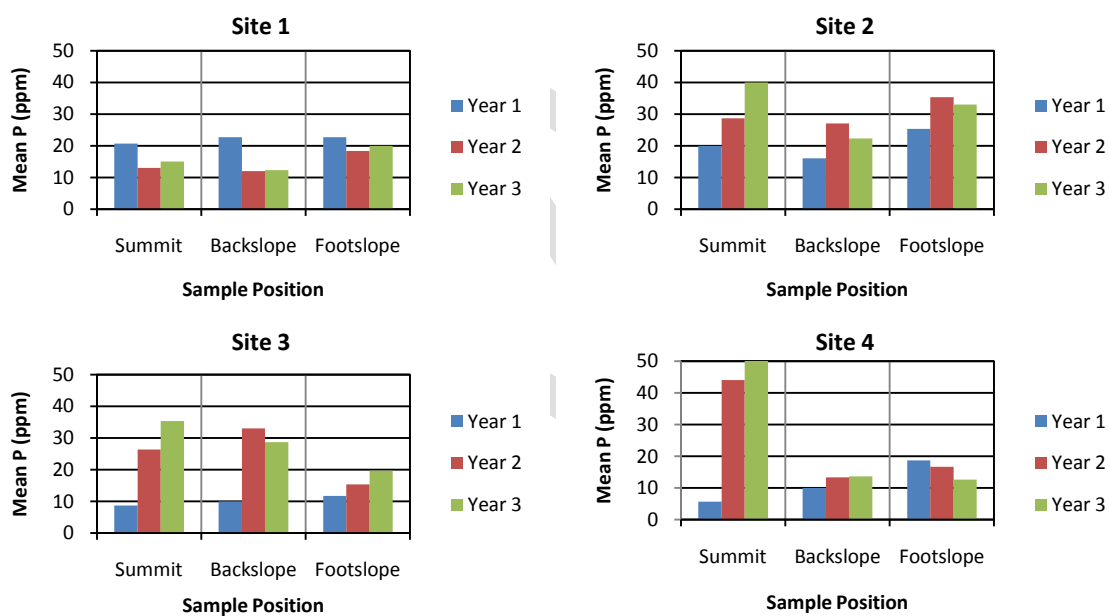 Site 1
Mean P (ppm)
50
40
30
20
10
0
Summit Backslope Footslope
Sample Position
Year 1
Year 2
Year 3
Site 2
Mean P (ppm)
50
40
30
20
10
0
Summit Backslope Footslope
Sample Position
Year 1
Year 2
Year 3
Site 3
Mean P (ppm)
50
40
30
20
10
0
Summit Backslope Footslope
Sample Position
Year 1
Year 2
Year 3
Site 4
Mean P (ppm)
50
40
30
20
10
0
Summit Backslope Footslope
Sample Position
Year 1
Year 2
Year 3